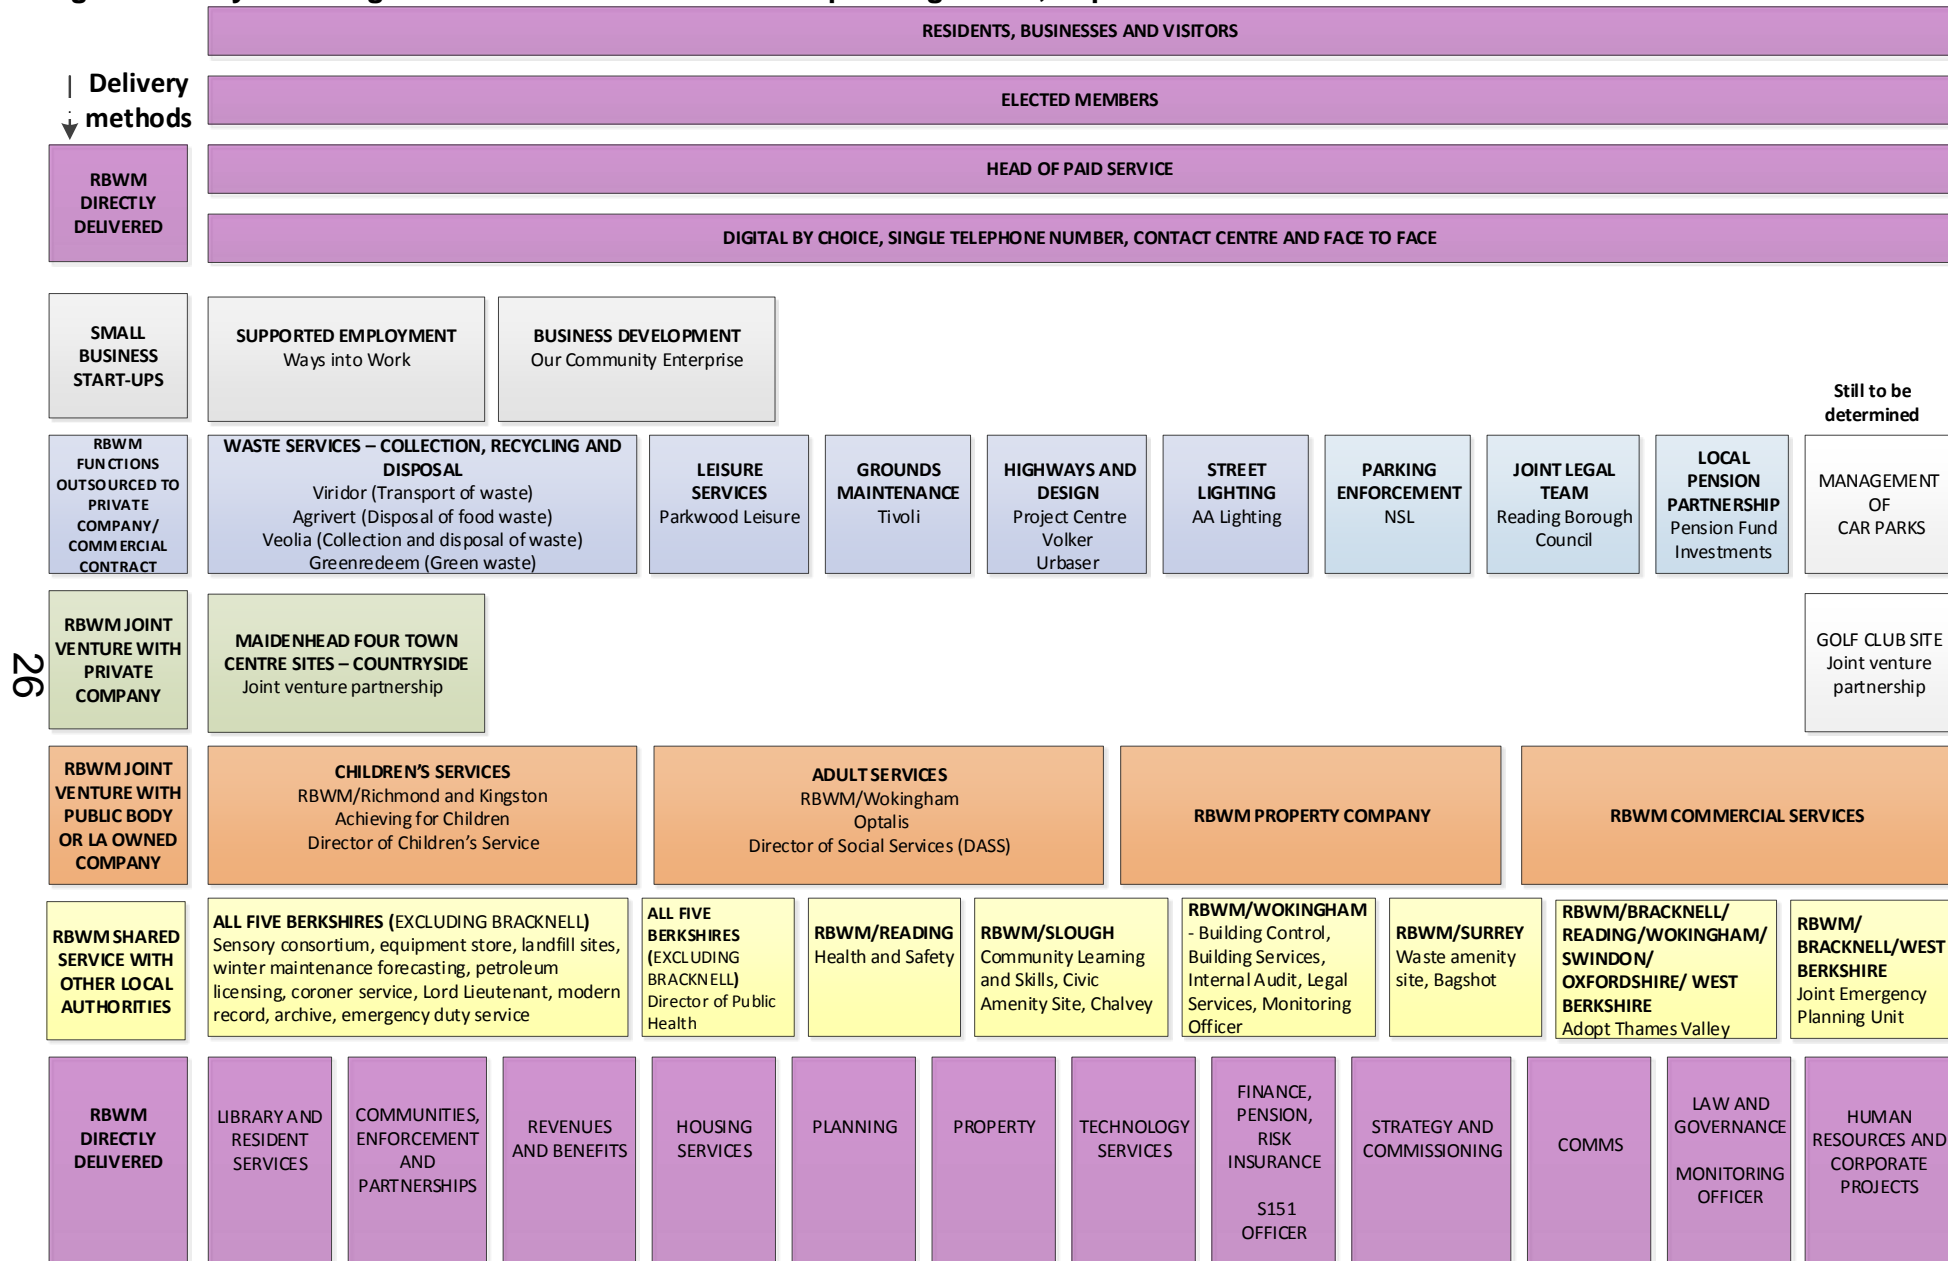 RESIDENTS, BUSINESSES AND VISITORS
Delivery
methods
ELECTED MEMBERS
RBWM
DIRECTLY
DELIVERED
HEAD OF PAID SERVICE
DIGITAL BY CHOICE, SINGLE TELEPHONE NUMBER, CONTACT CENTRE AND FACE TO FACE
SMALL
BUSINESS
START-UPS
SUPPORTED EMPLOYMENT
Ways into Work
BUSINESS DEVELOPMENT
Our Community Enterprise
Still to be
determined
RBWM
FUNCTIONS
OUTSOURCED TO
PRIVATE
COMPANY/
COMMERCIAL
CONTRACT
WASTE SERVICES – COLLECTION, RECYCLING AND
DISPOSAL
Viridor (Transport of waste)
Agrivert (Disposal of food waste)
Veolia (Collection and disposal of waste)
Greenredeem (Green waste)
LEISURE
SERVICES
Parkwood Leisure
GROUNDS
MAINTENANCE
Tivoli
HIGHWAYS AND
DESIGN
Project Centre
Volker
Urbaser
STREET
LIGHTING
AA Lighting
PARKING
ENFORCEMENT
NSL
JOINT LEGAL
TEAM
Reading Borough
Council
LOCAL
PENSION
PARTNERSHIP
Pension Fund
Investments
MANAGEMENT
OF
CAR PARKS
26
RBWM JOINT
VENTURE WITH
PRIVATE
COMPANY
MAIDENHEAD FOUR TOWN
CENTRE SITES – COUNTRYSIDE
Joint venture partnership
GOLF CLUB SITE
Joint venture
partnership
RBWM JOINT
VENTURE WITH
PUBLIC BODY
OR LA OWNED
COMPANY
CHILDREN'S SERVICES
RBWM/Richmond and Kingston
Achieving for Children
Director of Children's Service
ADULT SERVICES
RBWM/Wokingham
Optalis
Director of Social Services (DASS)
RBWM PROPERTY COMPANY
RBWM COMMERCIAL SERVICES
RBWM SHARED
SERVICE WITH
OTHER LOCAL
AUTHORITIES
ALL FIVE BERKSHIRES (EXCLUDING BRACKNELL)
Sensory consortium, equipment store, landfill sites,
winter maintenance forecasting, petroleum
licensing, coroner service, Lord Lieutenant, modern
record, archive, emergency duty service
ALL FIVE
BERKSHIRES
(EXCLUDING
BRACKNELL)
Director of Public
Health
RBWM/READING
Health and Safety
RBWM/SLOUGH
Community Learning
and Skills, Civic
Amenity Site, Chalvey
RBWM/WOKINGHAM
- Building Control,
Building Services,
Internal Audit, Legal
Services, Monitoring
Officer
RBWM/SURREY
Waste amenity
site, Bagshot
RBWM/BRACKNELL/
READING/WOKINGHAM/
SWINDON/
OXFORDSHIRE/ WEST
BERKSHIRE
Adopt Thames Valley
RBWM/
BRACKNELL/WEST
BERKSHIRE
Joint Emergency
Planning Unit
RBWM
DIRECTLY
DELIVERED
LIBRARY AND
RESIDENT
SERVICES
COMMUNITIES,
ENFORCEMENT
AND
PARTNERSHIPS
REVENUES
AND BENEFITS
HOUSING
SERVICES
PLANNING
PROPERTY
TECHNOLOGY
SERVICES
FINANCE,
PENSION,
RISK
INSURANCE
S151
OFFICER
STRATEGY AND
COMMISSIONING
COMMS
LAW AND
GOVERNANCE
MONITORING
OFFICER
HUMAN
RESOURCES AND
CORPORATE
PROJECTS